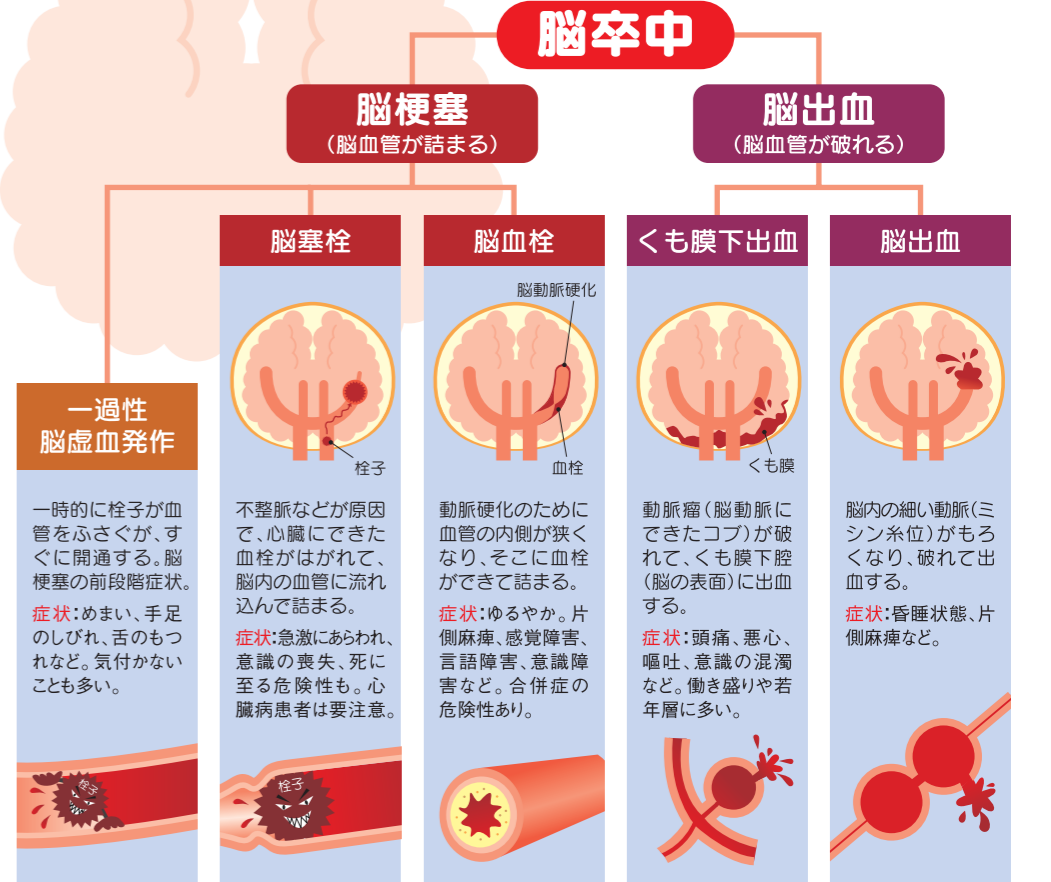 脳卒中
脳梗塞
（脳血管が詰まる）
脳出血
（脳血管が破れる）
一過性
脳虚血発作
一時的に栓子が血
管をふさぐが、す
ぐに開通する。脳
梗塞の前段階症状。
症状：めまい、手足
のしびれ、舌のもつ
れなど。気付かない
ことも多い。
栓子
脳塞栓
栓子
不整脈などが原因
で、心臓にできた
血栓がはがれて、
脳内の血管に流れ
込んで詰まる。
症状：急激にあらわれ、
意識の喪失、死に
至る危険性も。心
臓病患者は要注意。
栓子
脳血栓
脳動脈硬化
血栓
動脈硬化のために
血管の内側が狭く
なり、そこに血栓
ができて詰まる。
症状：ゆるやか。片
側麻痺、感覚障害、
言語障害、意識障
害など。合併症の
危険性あり。
くも膜下出血
くも膜
動脈瘤（脳動脈に
できたコブ）が破
れて、くも膜下腔
（脳の表面）に出血
する。
症状：頭痛、悪心、
嘔吐、意識の混濁
など。働き盛りや若
年層に多い。
脳出血
脳内の細い動脈（ミ
シン糸位）がもろ
くなり、破れて出
血する。
症状：昏睡状態、片
側麻痺など。